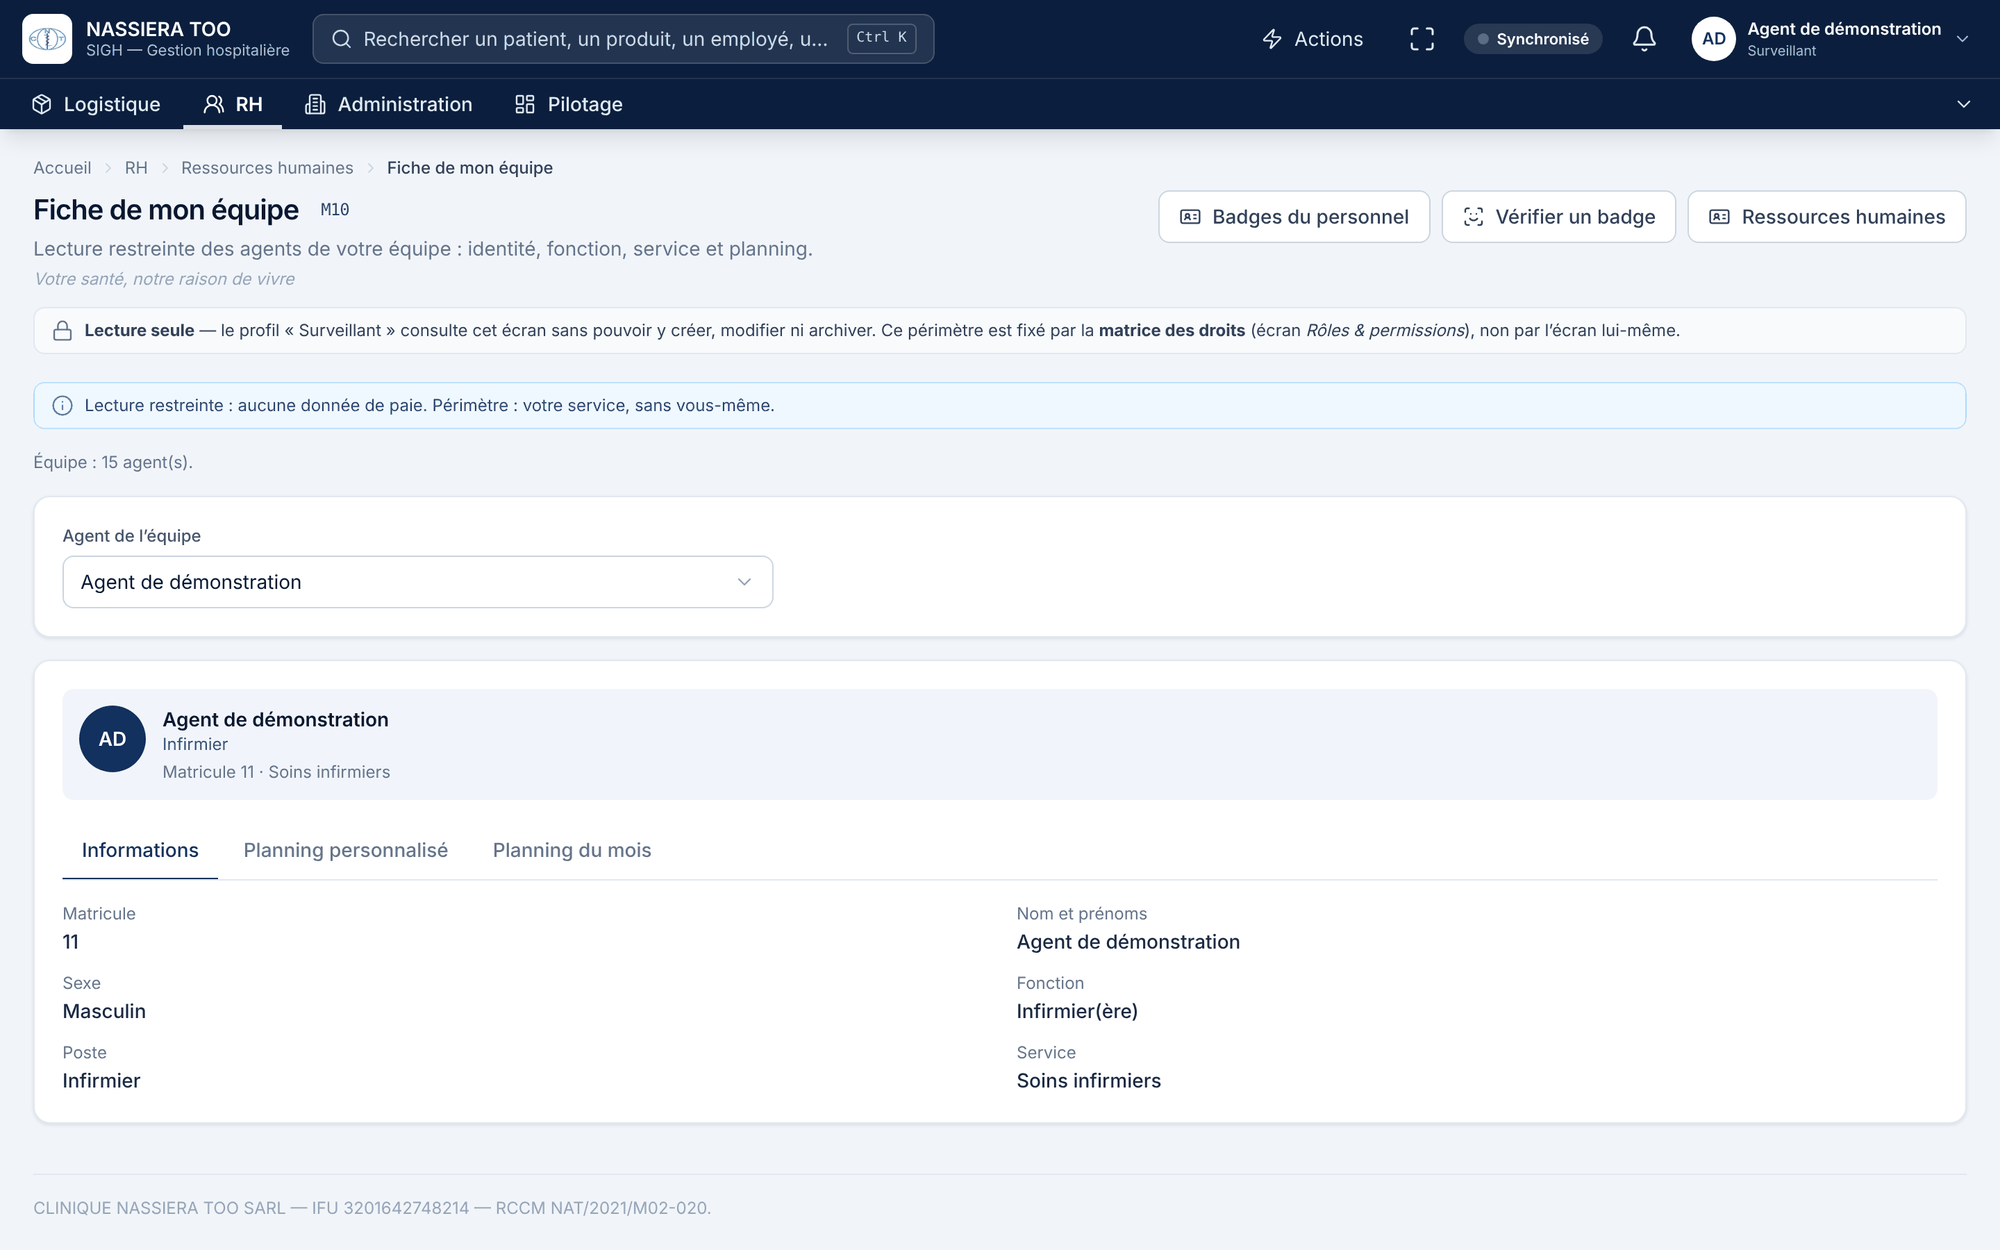 NASSIERA TOO
SIGH — Gestion hospitalière
Rechercher un patient, un produit, un employé, u...
Ctrl K
Actions
Synchronisé
AD
Agent de démonstration
Surveillant
Logistique
RH
Administration
Pilotage
Accueil
RH
Ressources humaines
Fiche de mon équipe
Fiche de mon équipe M10
Badges du personnel
Vérifier un badge
Ressources humaines
Lecture restreinte des agents de votre équipe : identité, fonction, service et planning.
Votre santé, notre raison de vivre
Lecture seule — le profil « Surveillant » consulte cet écran sans pouvoir y créer, modifier ni archiver. Ce périmètre est fixé par la matrice des droits (écran Rôles & permissions), non par l’écran lui-même.
Lecture restreinte : aucune donnée de paie. Périmètre : votre service, sans vous-même.
Équipe : 15 agent(s).
Agent de l’équipe
Agent de démonstration
AD
Agent de démonstration
Infirmier
Matricule 11 · Soins infirmiers
Informations
Planning personnalisé
Planning du mois
Matricule
11
Nom et prénoms
Agent de démonstration
Sexe
Masculin
Fonction
Infirmier(ère)
Poste
Infirmier
Service
Soins infirmiers
CLINIQUE NASSIERA TOO SARL — IFU 3201642748214 — RCCM NAT/2021/M02-020.